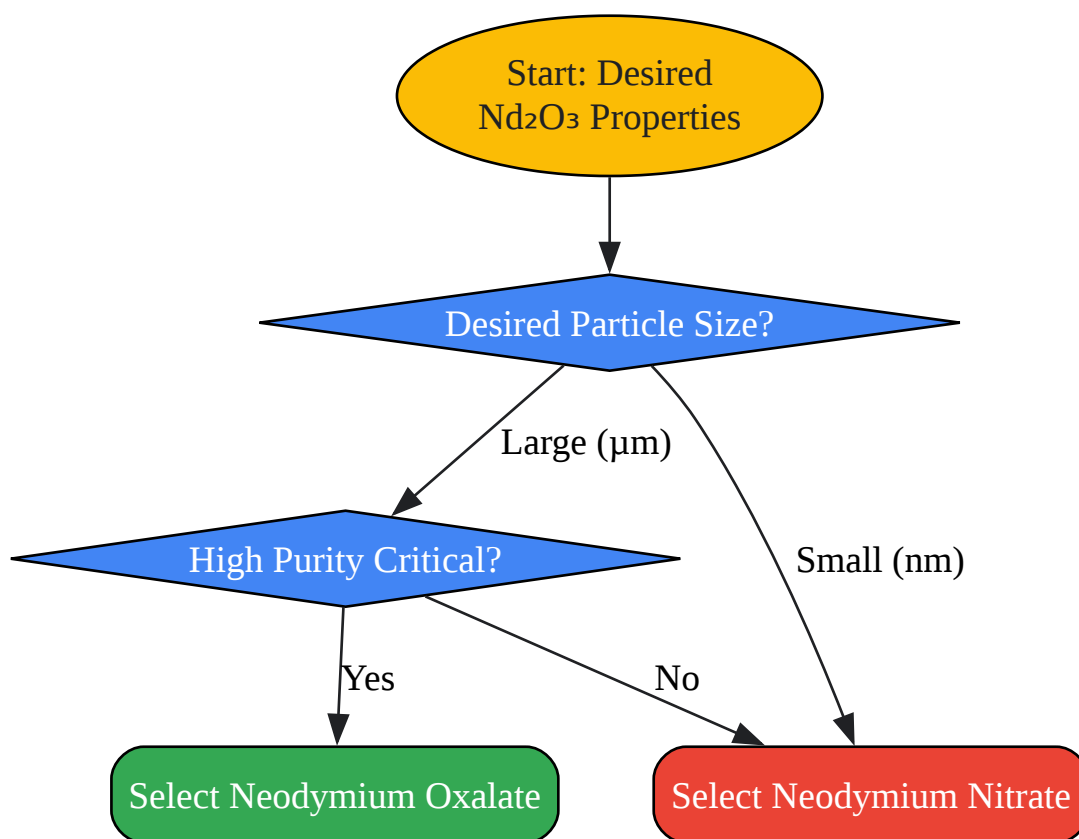 Start: Desired
Nd₂O₃ Properties
Desired Particle Size?
Large (µm)
High Purity Critical?
Small (nm)
Yes
No
Select Neodymium Oxalate
Select Neodymium Nitrate